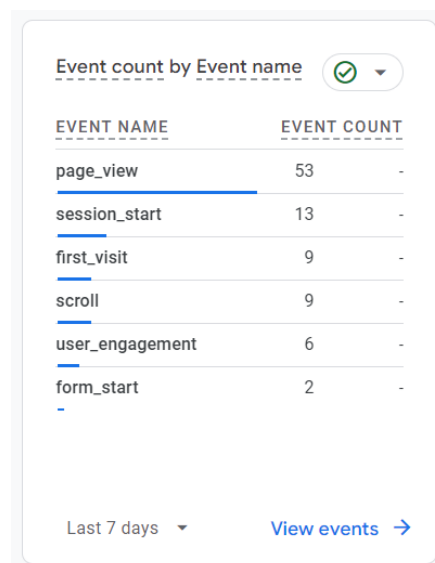 Event count by Event name
EVENT NAME EVENT COUNT
page_view 53 -
session_start 13 -
first_visit 9 -
scroll 9 -
user_engagement 6 -
form_start 2 -
Last 7 days View events